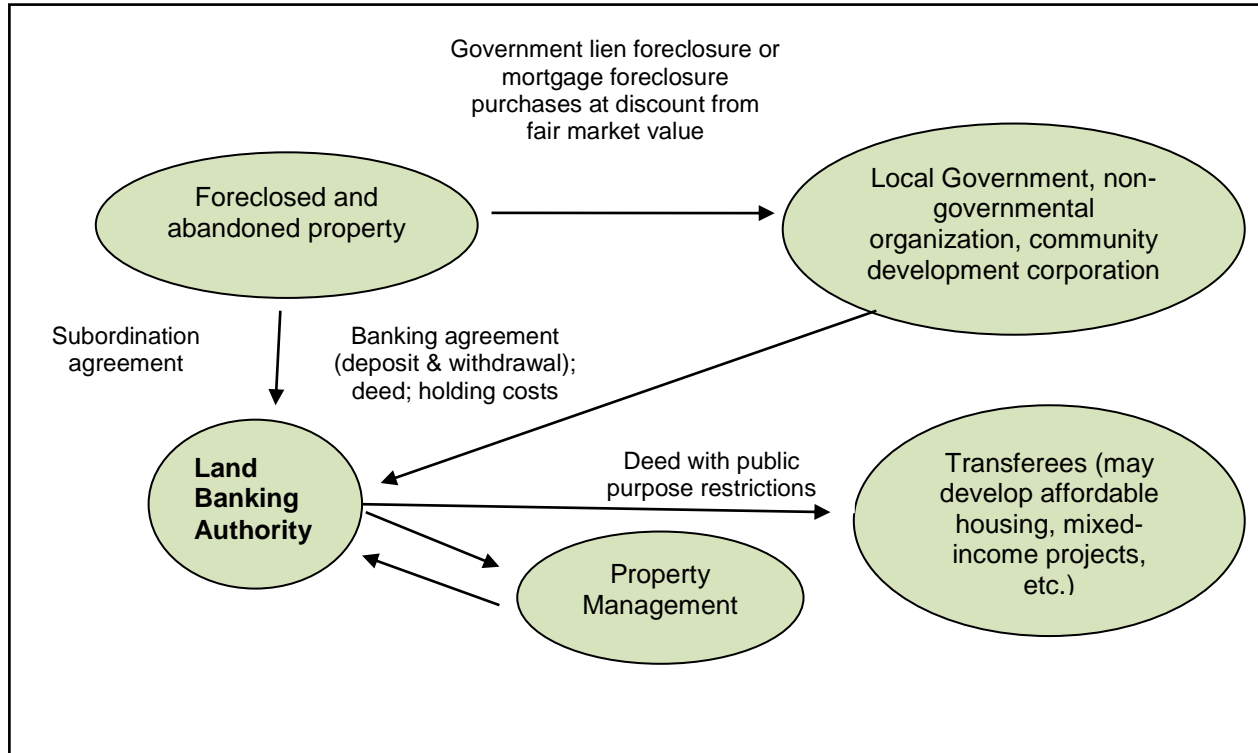 Government lien foreclosure or
mortgage foreclosure
purchases at discount from
fair market value
Foreclosed and
abandoned property
Local Government, non-
governmental
organization, community
development corporation
Subordination
agreement
Banking agreement
(deposit & withdrawal);
deed; holding costs
Land
Banking
Authority
Deed with public
purpose restrictions
Transferees (may
develop affordable
housing, mixed-
income projects,
etc.)
Property
Management